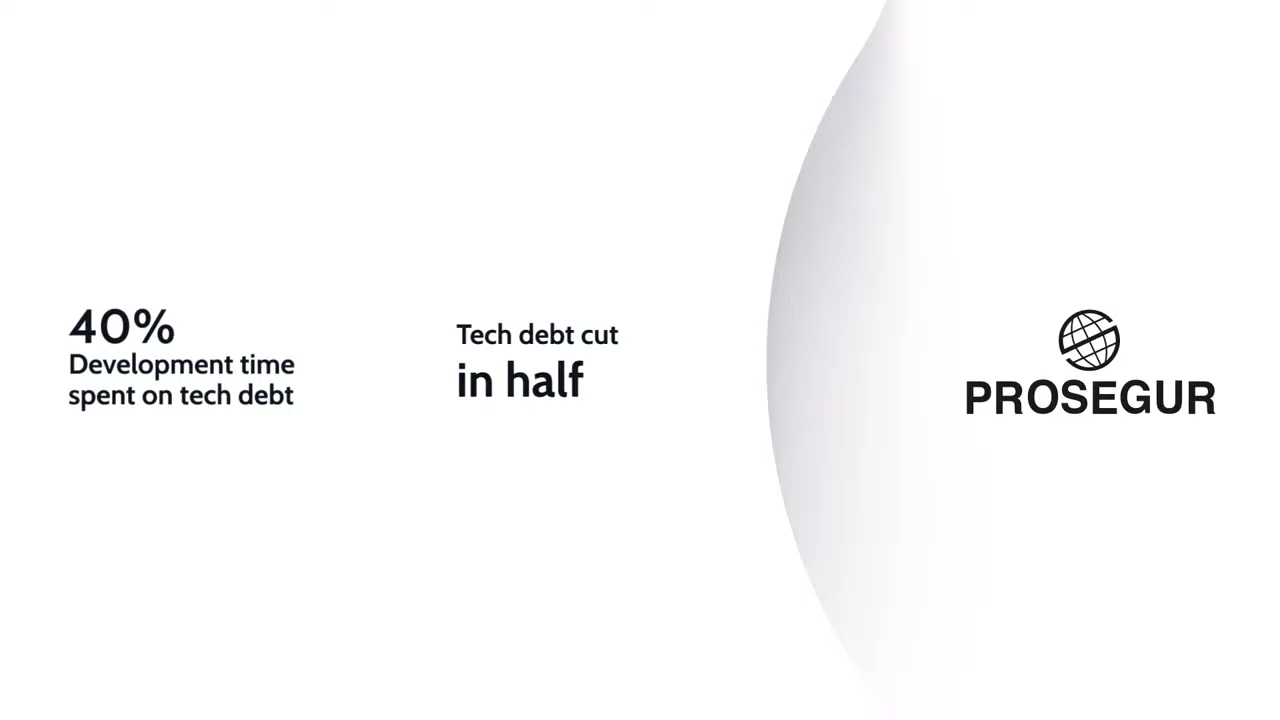 40%
Development time
spent on tech debt
Tech debt cut
in half
PROSEGUR